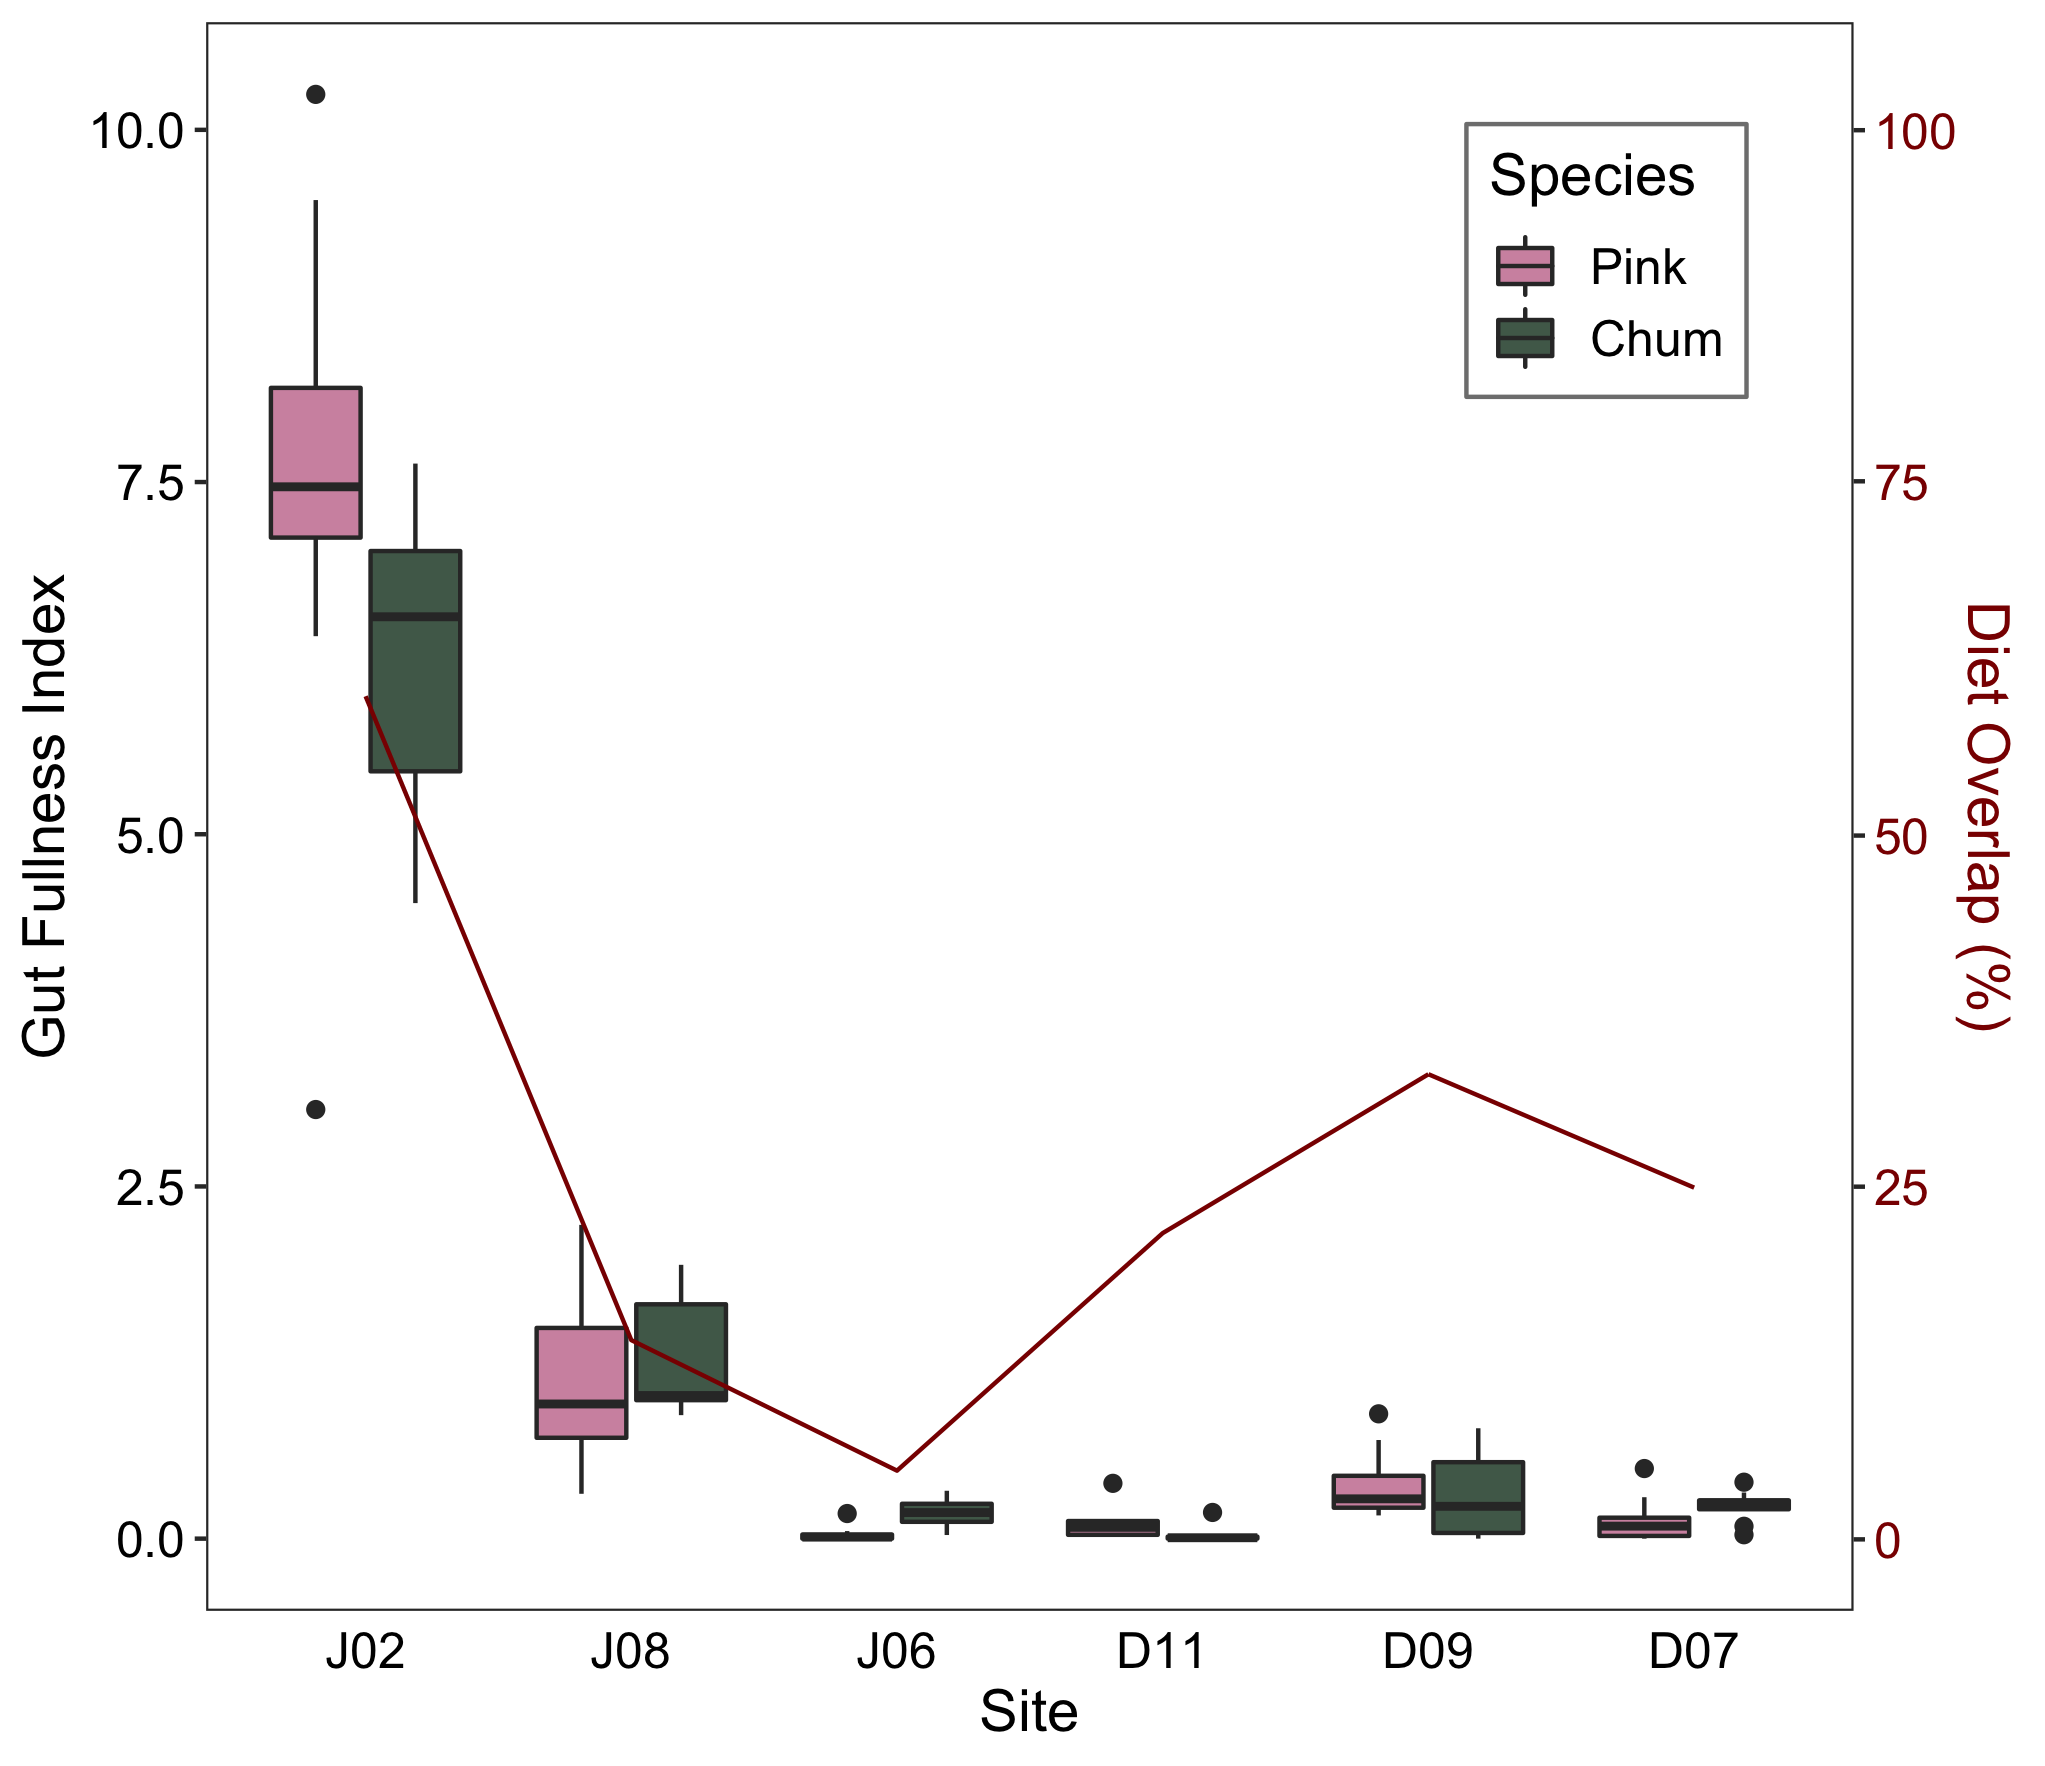 Gut Fullness Index
10.0
7.5
5.0
2.5
0.0
Species
Pink
Chum
100
75
50
25
0
Diet Overlap (%)
J02 J08 J06 D11 D09 D07
Site